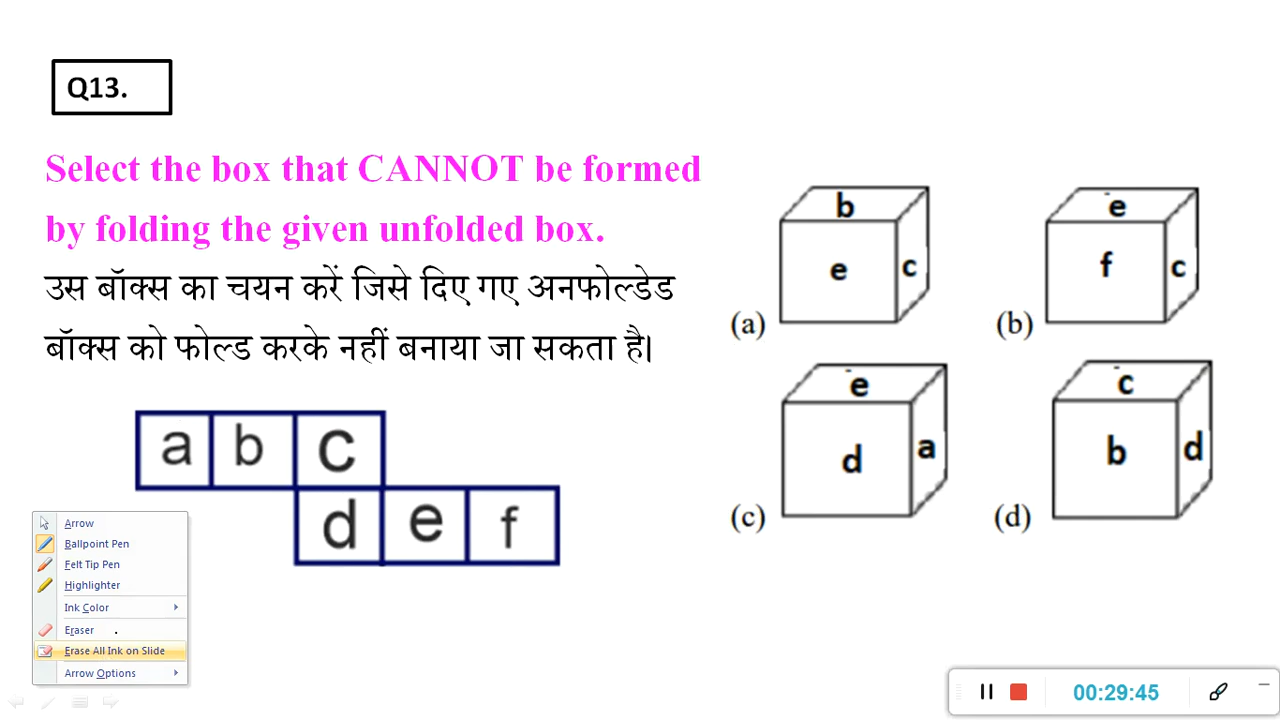 Q13.
Select the box that CANNOT be formed
by folding the given unfolded box.
उस बॉक्स का चयन करें जिसे दिए गए अनफोल्डेड
बॉक्स को फोल्ड करके नहीं बनाया जा सकता है।
a b c
d e f
Arrow
Ballpoint Pen
Felt Tip Pen
Highlighter
Ink Color
Eraser
Erase All Ink on Slide
Arrow Options
b
e c
(a)
e
f c
(b)
e
d a
(c)
c
b d
(d)
00:29:45